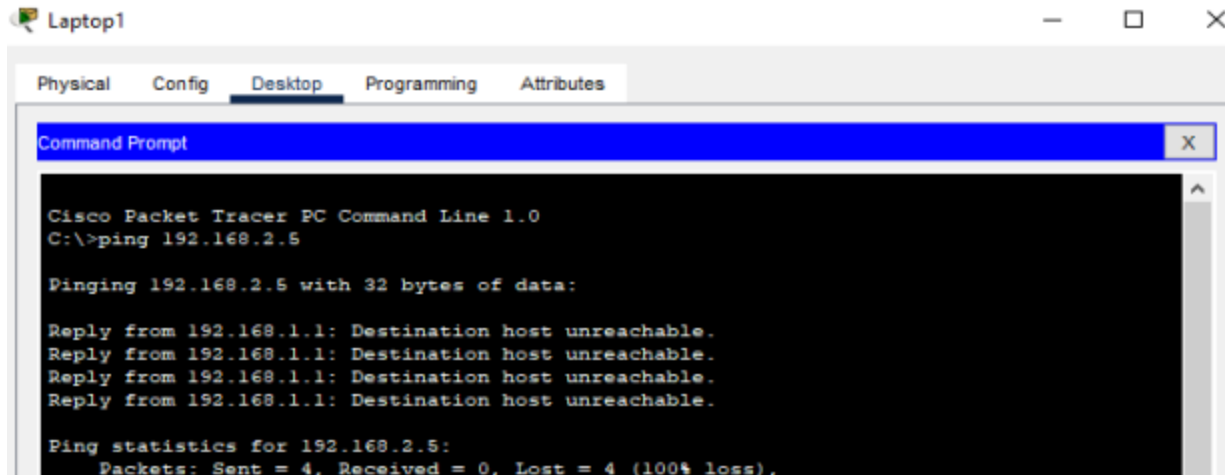 Laptop1
Physical Config Desktop Programming Attributes
Command Prompt X
Cisco Packet Tracer PC Command Line 1.0
C:\>ping 192.168.2.5
Pinging 192.168.2.5 with 32 bytes of data:
Reply from 192.168.1.1: Destination host unreachable.
Reply from 192.168.1.1: Destination host unreachable.
Reply from 192.168.1.1: Destination host unreachable.
Reply from 192.168.1.1: Destination host unreachable.
Ping statistics for 192.168.2.5:
Packets: Sent = 4, Received = 0, Lost = 4 (100% loss),